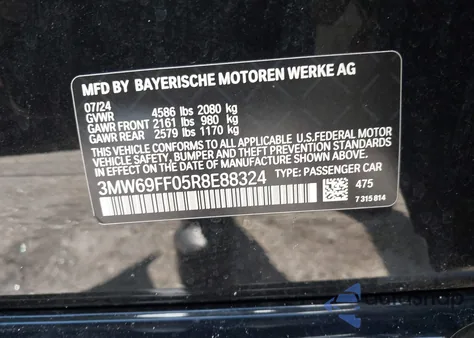 MFD BY BAYERISCHE MOTOREN WERKE AG
07/24
GVWR 4586 lbs 2080 kg
GAWR FRONT 2161 lbs 980 kg
GAWR REAR 2579 lbs 1170 kg
THIS VEHICLE CONFORMS TO ALL APPLICABLE U.S. FEDERAL MOTOR
VEHICLE SAFETY, BUMPER, AND THEFT PREVENTION STANDARDS
IN EFFECT ON THE DATE OF MANUFACTURE SHOWN ABOVE.
3MW69FF05R8E88324 TYPE: PASSENGER CAR
475
7 315 814